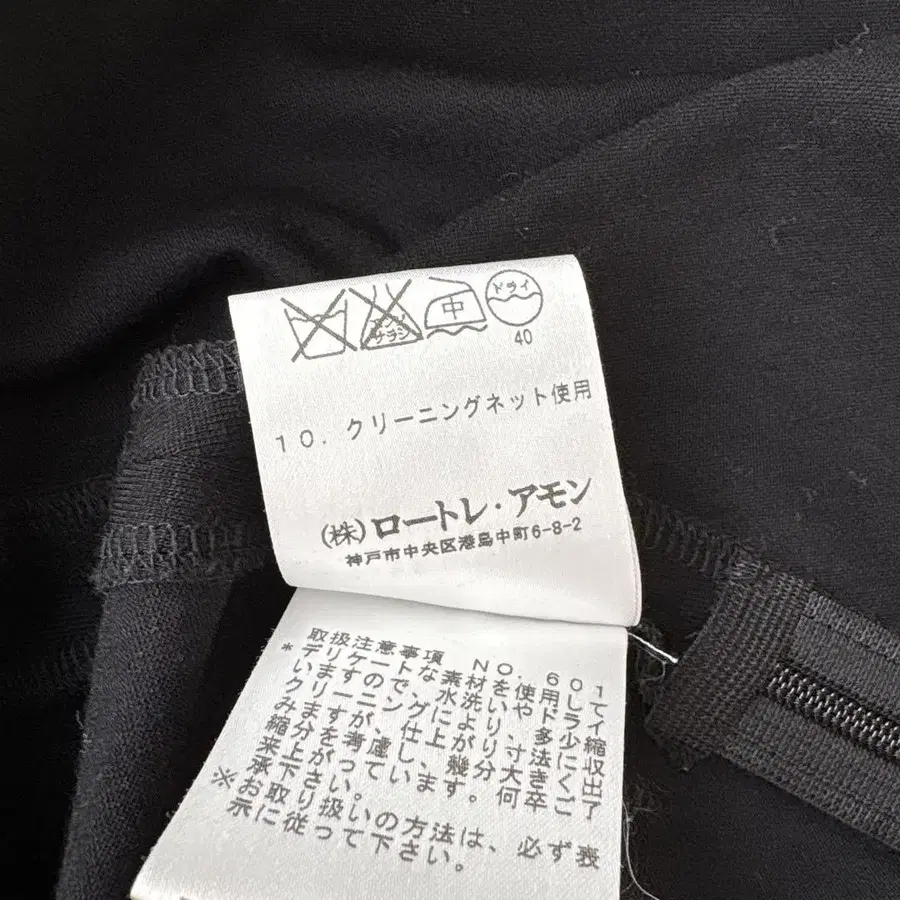 エンソ
サラシ
中
ドライ
40
10．クリーニングネット使用
(株)ロートレ・アモン
神戸市中央区港島中町6-8-2
取扱注意事項 NO．601
*デリケートな素材を使用して
いますので、水洗いやドライ
クリーニングにより、多少縮
みますが、仕上がり寸法に収
縮分を考慮し、幾分大きく出
来上がっています。何卒ご了
承下さい。
※お取り扱いの方法は、必ず表
示に従って下さい。